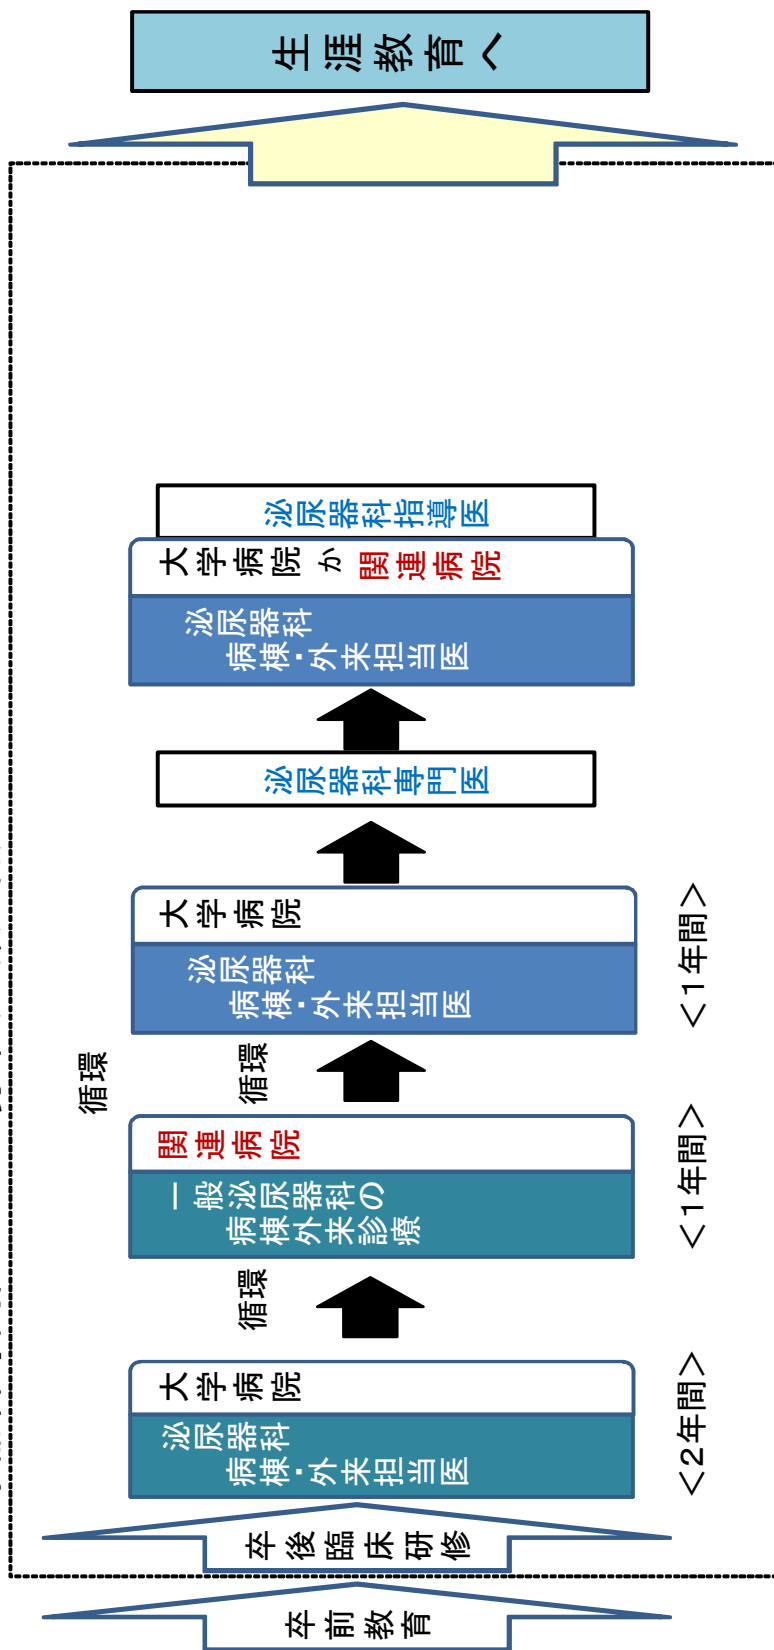 卒前教育
卒後臨床研修
大学病院
泌尿器科
病棟・外来担当医
<2年間>
循環
関連病院
一般泌尿器科の
病棟外来診療
<1年間>
循環
循環
大学病院
泌尿器科
病棟・外来担当医
<1年間>
泌尿器科専門医
泌尿器科指導医
大学病院 か 関連病院
泌尿器科
病棟・外来担当医
生涯教育へ